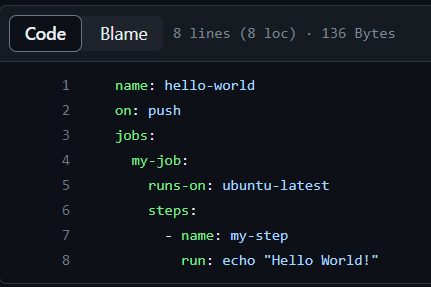 Code Blame 8 lines (8 loc) · 136 Bytes
1 name: hello-world
2 on: push
3 jobs:
4   my-job:
5     runs-on: ubuntu-latest
6     steps:
7       - name: my-step
8         run: echo "Hello World!"